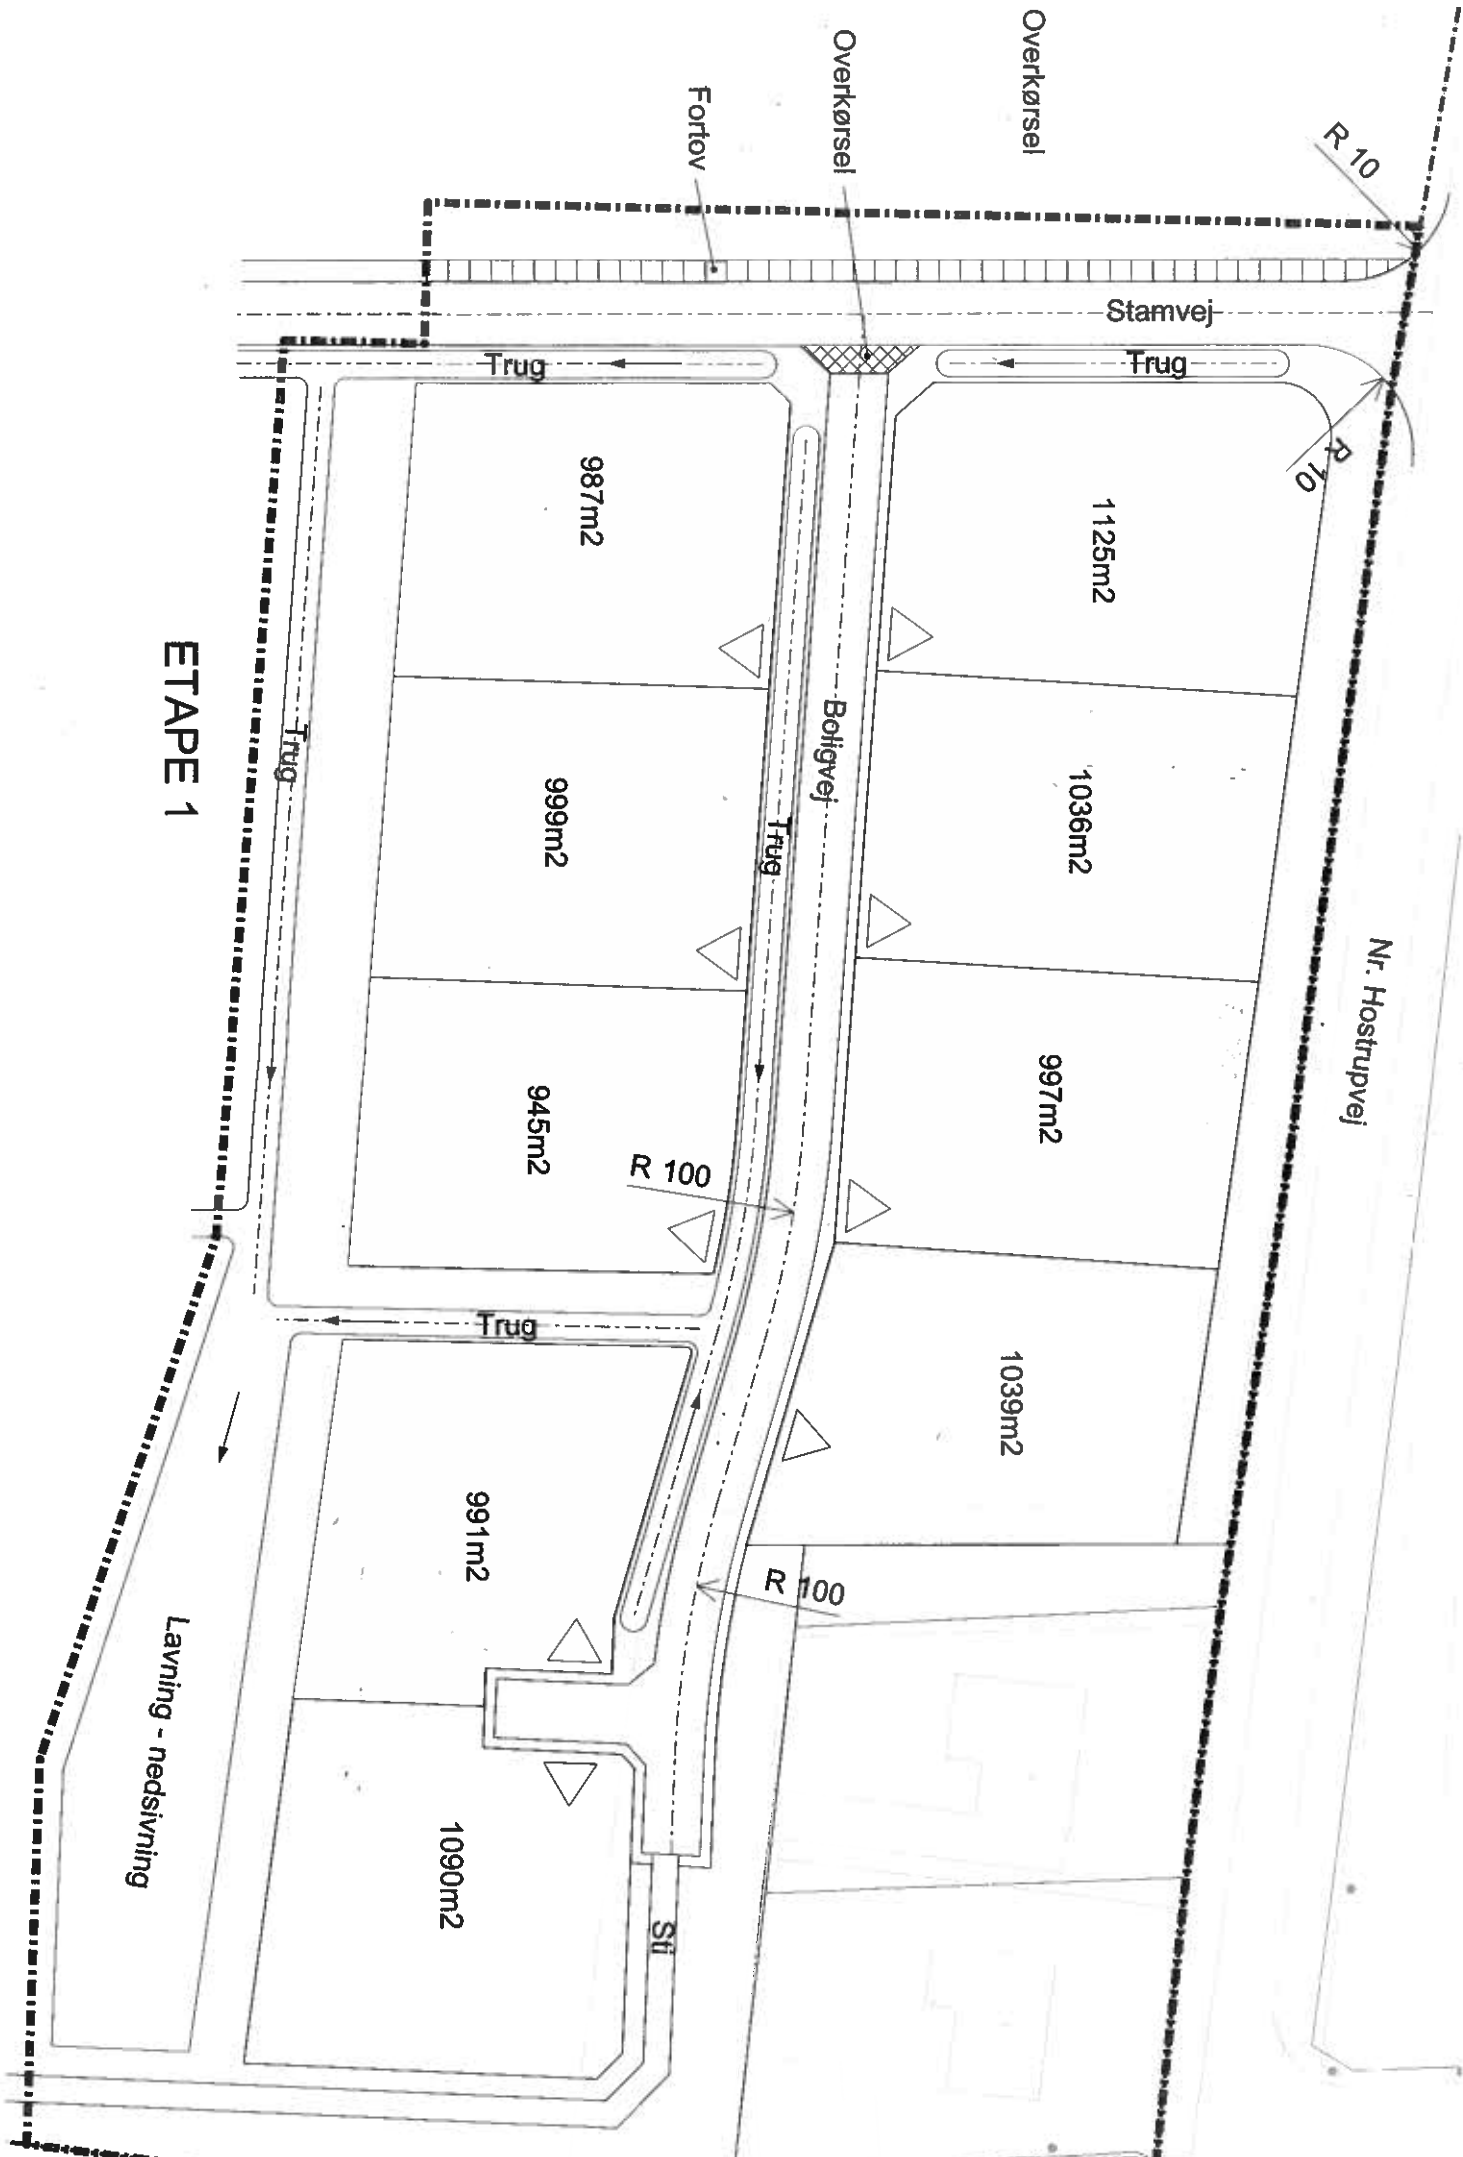 Overkørsel
Overkørsel
Fortov
R 10
Stamvej
Trug
Trug
R 10
987m2
1125m2
Boligvej
1036m2
999m2
Trug
Trug
ETAPE 1
Nr. Hostrupvej
997m2
945m2
R 100
Trug
1039m2
991m2
R 100
Lavning - nedsivning
1090m2
Sti